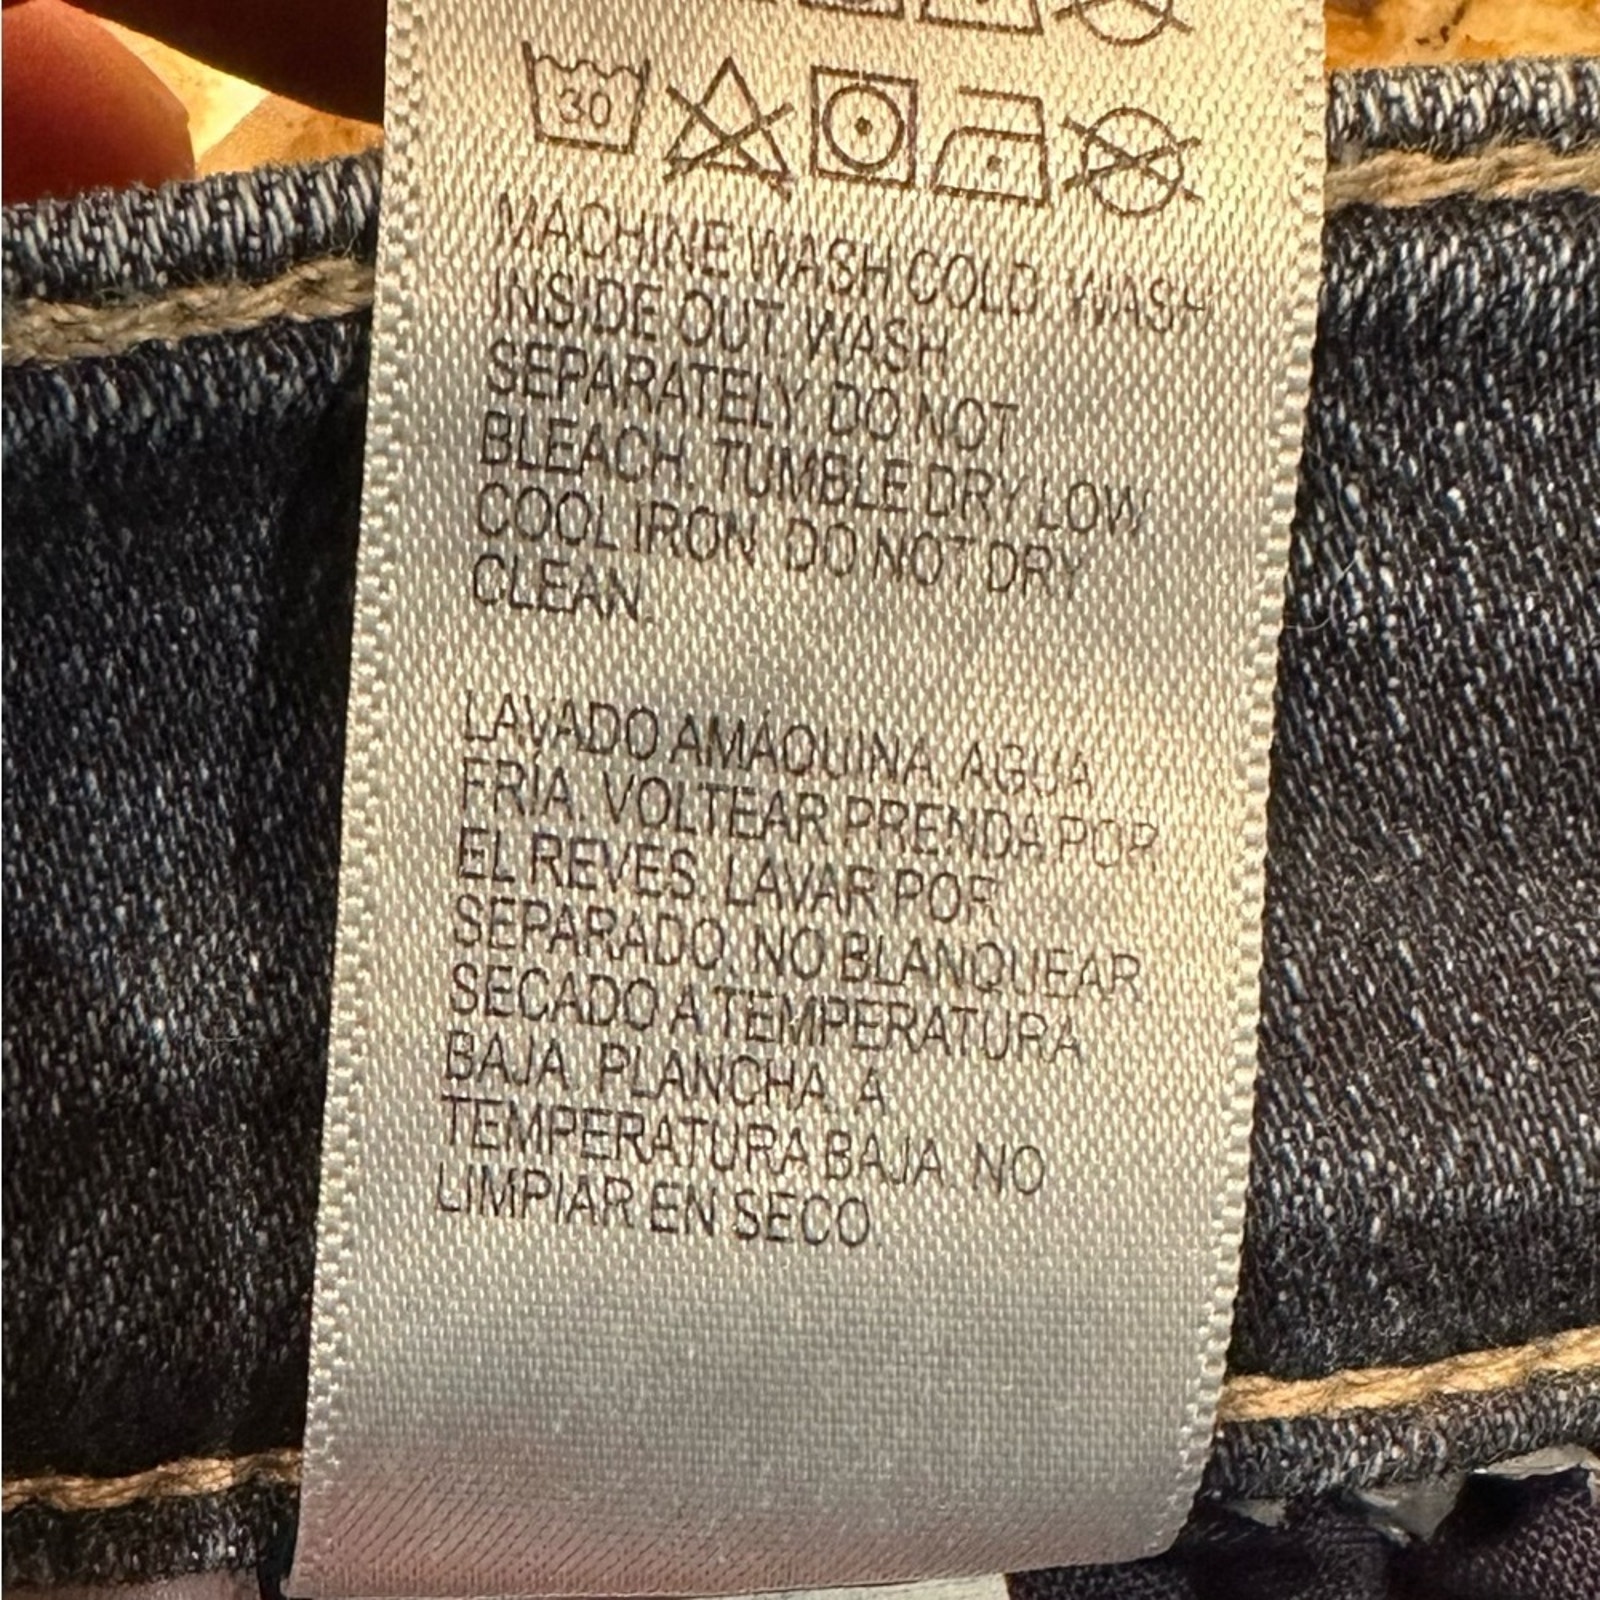 30
MACHINE WASH COLD WASH
INSIDE OUT. WASH
SEPARATELY. DO NOT
BLEACH. TUMBLE DRY LOW
COOL IRON. DO NOT DRY
CLEAN.
LAVADO A MÁQUINA. AGUA
FRIA. VOLTEAR PRENDA POR
EL REVES. LAVAR POR
SEPARADO. NO BLANQUEAR
SECADO A TEMPERATURA
BAJA. PLANCHA. A
TEMPERATURA BAJA. NO
LIMPIAR EN SECO.